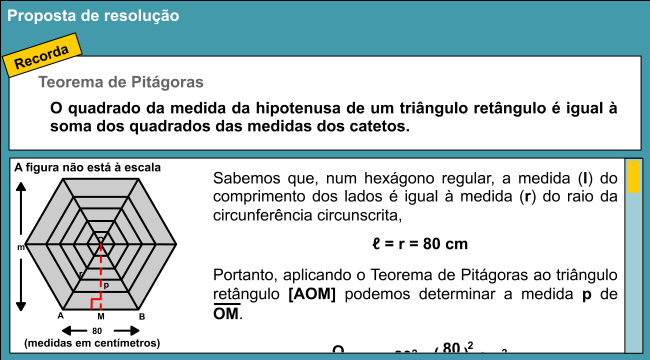 Proposta de resolução
Recorda
Teorema de Pitágoras
O quadrado da medida da hipotenusa de um triângulo retângulo é igual à
soma dos quadrados das medidas dos catetos.
A figura não está à escala
m
O
r
p
A
M
B
80
(medidas em centímetros)
Sabemos que, num hexágono regular, a medida (l) do
comprimento dos lados é igual à medida (r) do raio da
circunferência circunscrita,
ℓ = r = 80 cm
Portanto, aplicando o Teorema de Pitágoras ao triângulo
retângulo [AOM] podemos determinar a medida p de
OM.